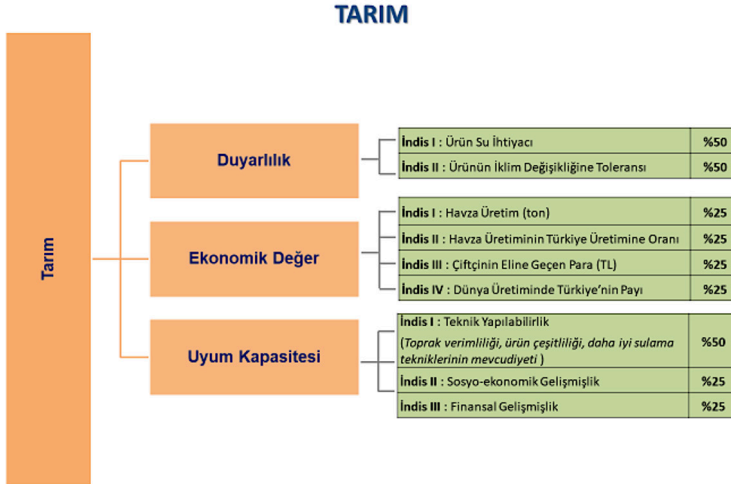 TARIM
Tarım
Duyarlılık
İndis I : Ürün Su İhtiyacı %50
İndis II : Ürünün İklim Değişikliğine Toleransı %50
Ekonomik Değer
İndis I : Havza Üretim (ton) %25
İndis II : Havza Üretiminin Türkiye Üretimine Oranı %25
İndis III : Çiftçinin Eline Geçen Para (TL) %25
İndis IV : Dünya Üretiminde Türkiye'nin Payı %25
Uyum Kapasitesi
İndis I : Teknik Yapılabilirlik
(Toprak verimliliği, ürün çeşitliliği, daha iyi sulama
tekniklerinin mevcudiyeti ) %50
İndis II : Sosyo-ekonomik Gelişmişlik %25
İndis III : Finansal Gelişmişlik %25